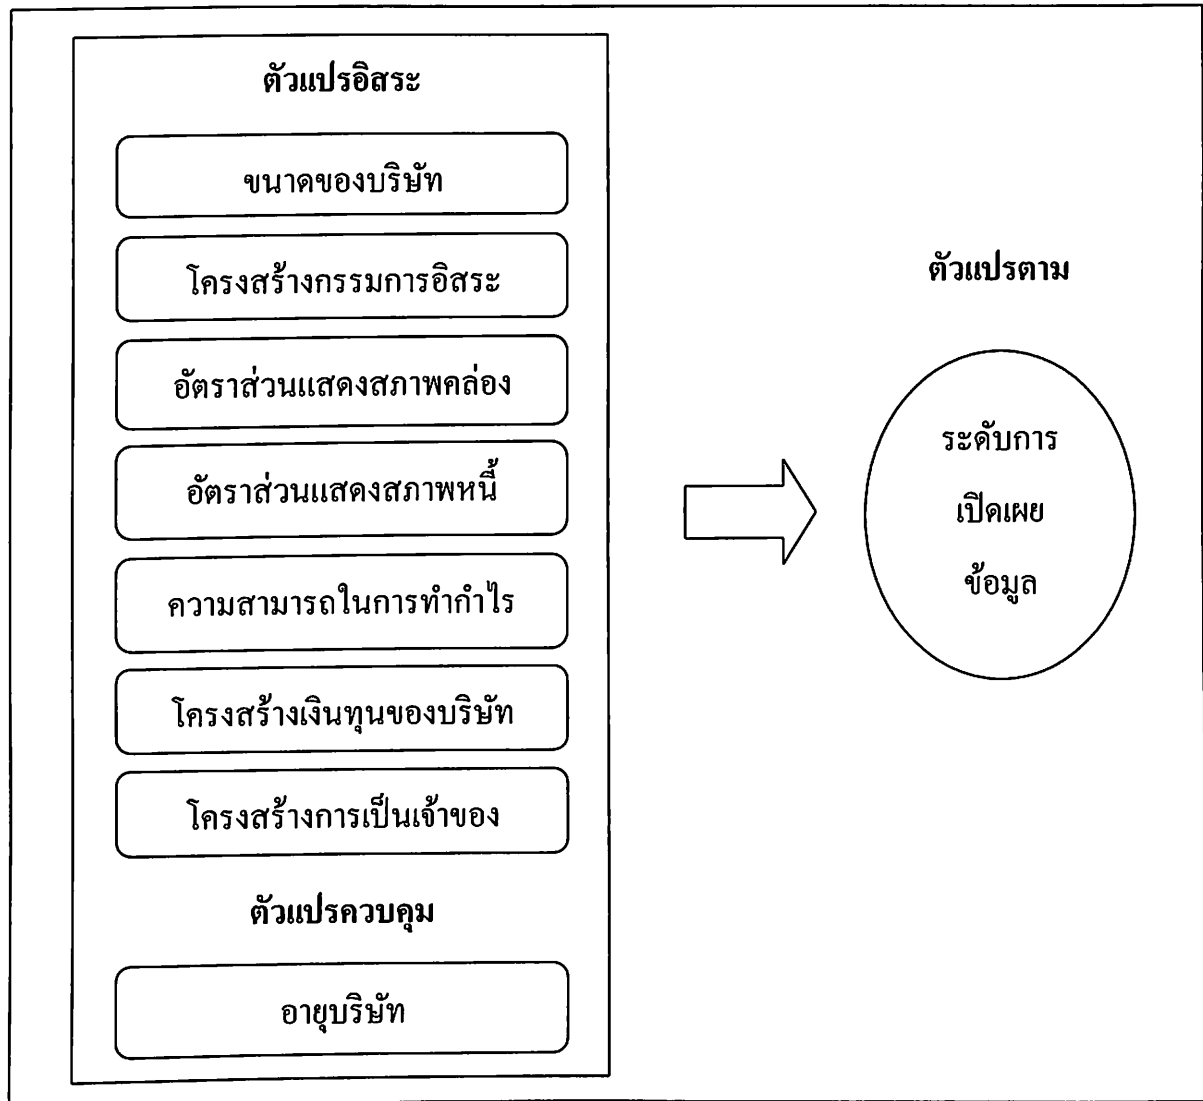 ตัวแปรอิสระ
ขนาดของบริษัท
โครงสร้างกรรมการอิสระ
อัตราส่วนแสดงสภาพคล่อง
อัตราส่วนแสดงสภาพหนี้
ความสามารถในการทำกำไร
โครงสร้างเงินทุนของบริษัท
โครงสร้างการเป็นเจ้าของ
ตัวแปรควบคุม
อายุบริษัท
ตัวแปรตาม
ระดับการ
เปิดเผย
ข้อมูล